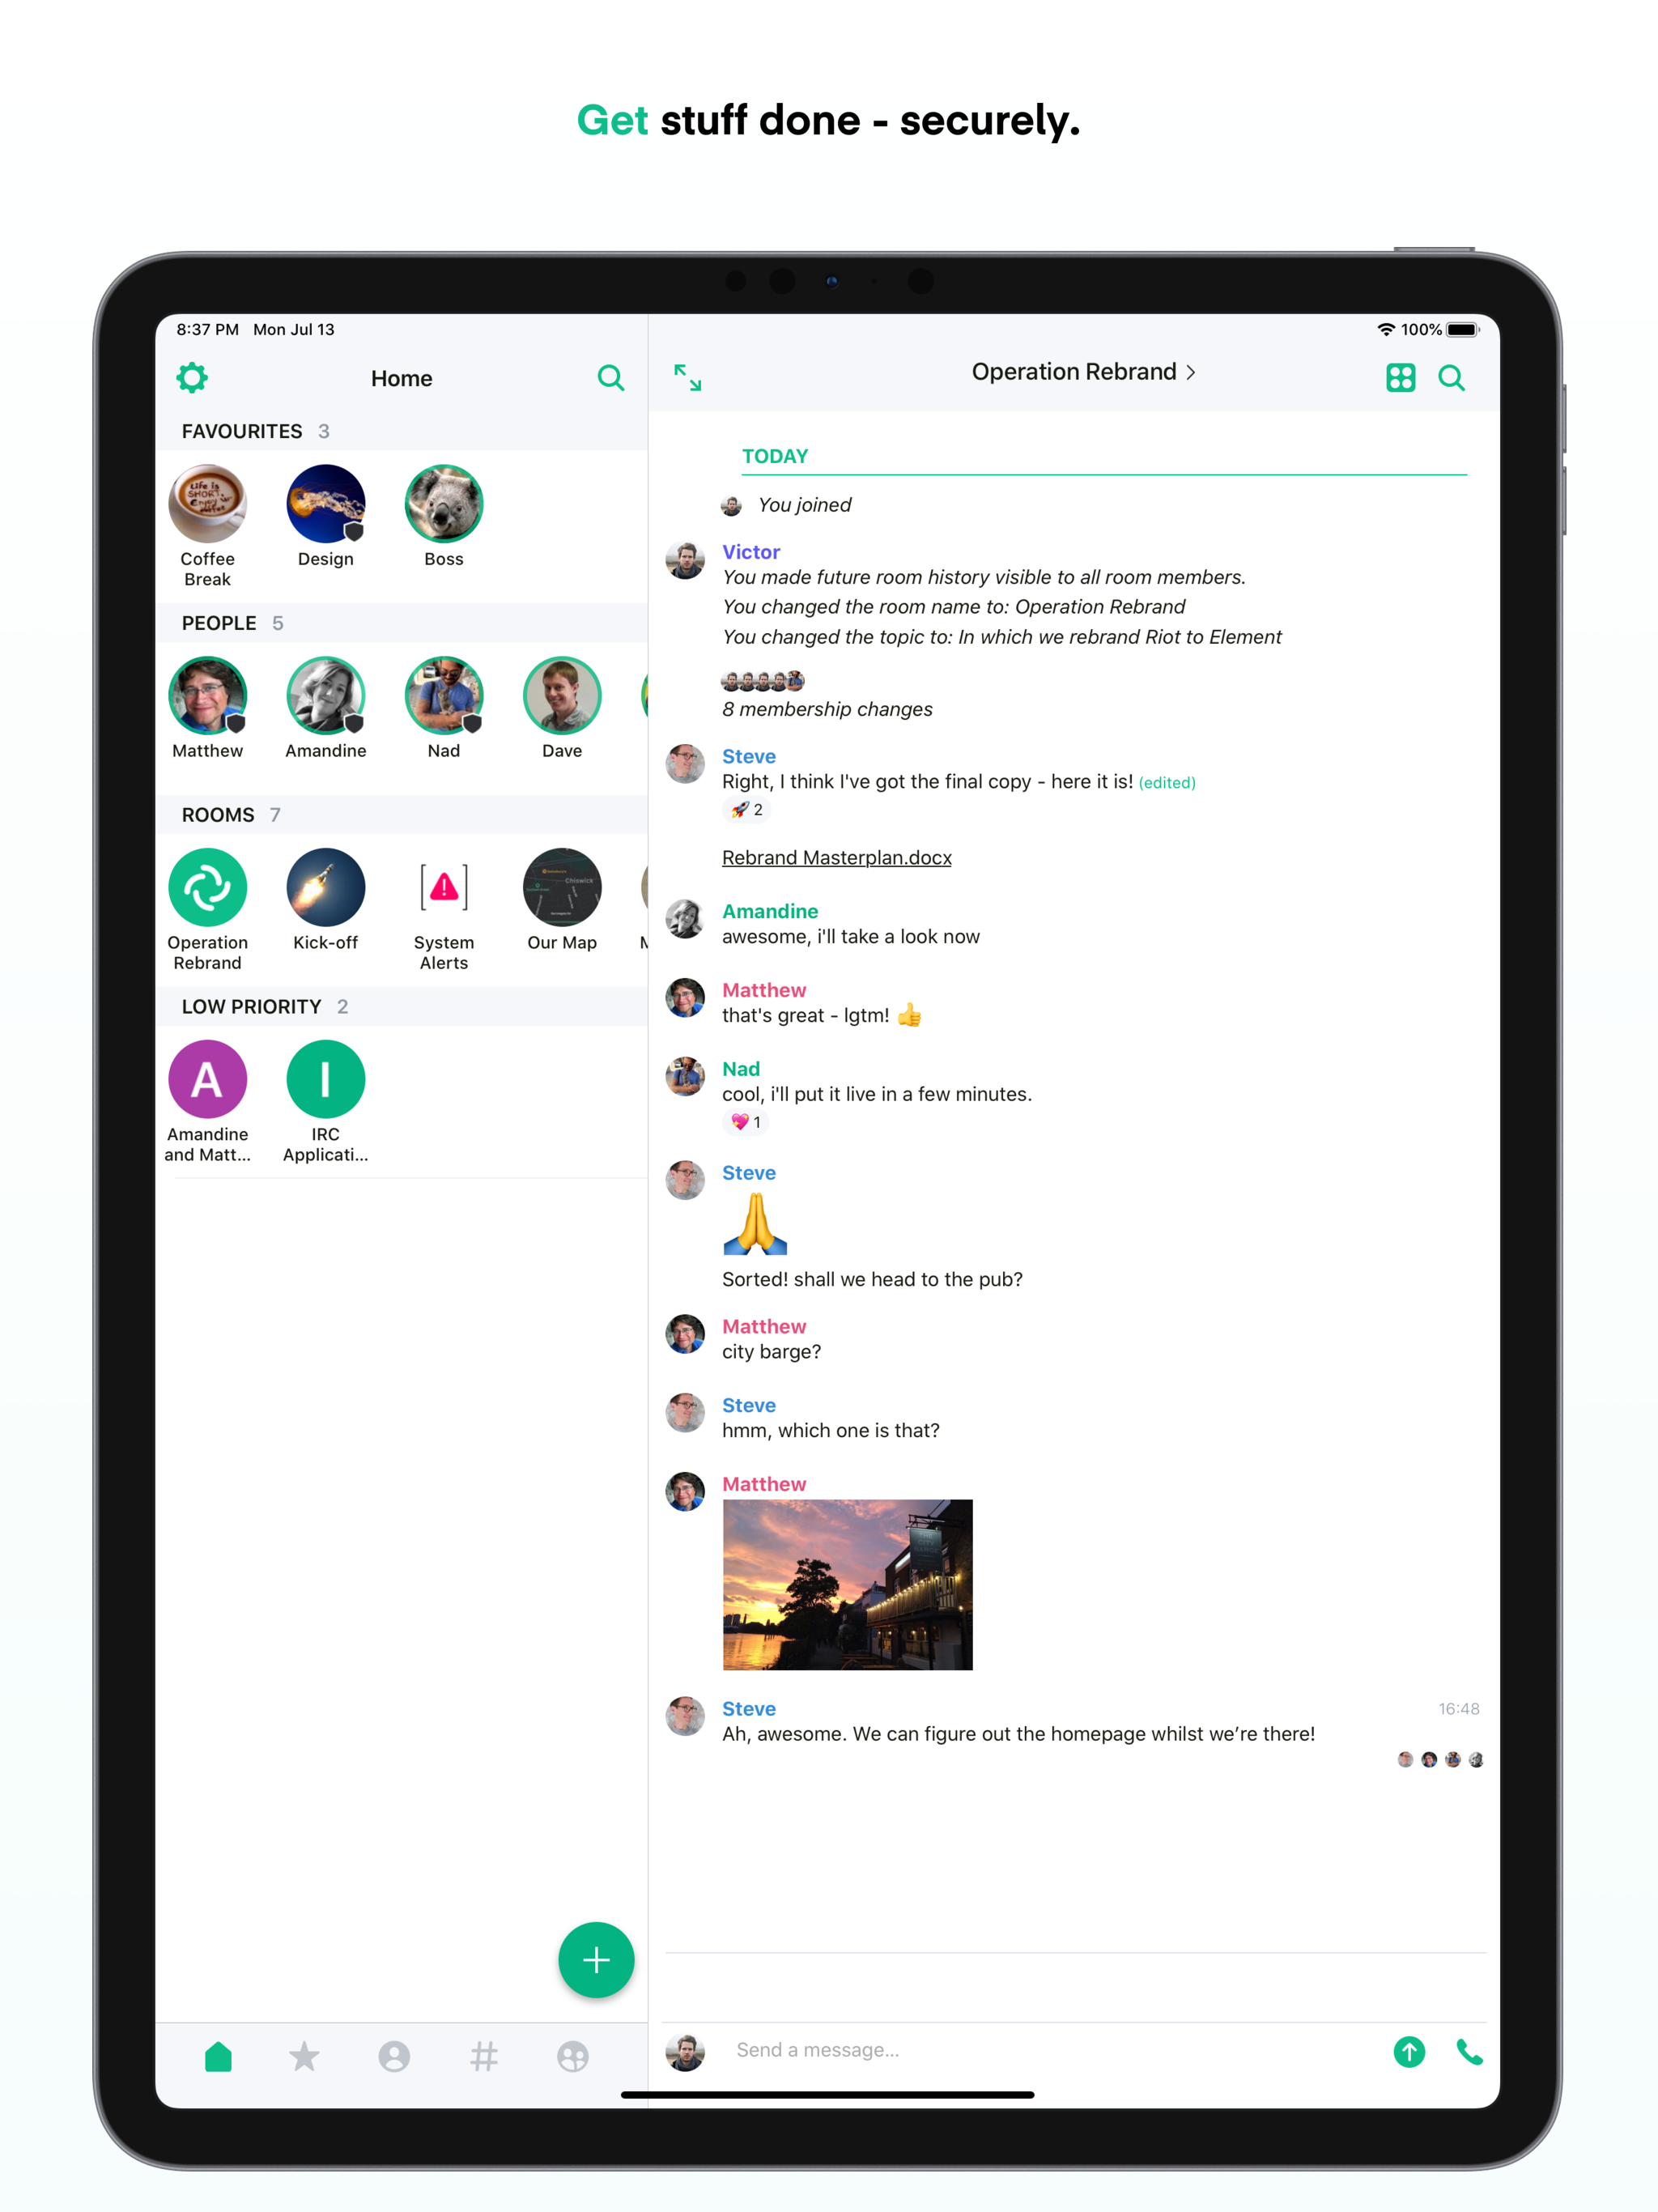 Get stuff done - securely.
8:37 PM Mon Jul 13
100%
Home
FAVOURITES 3
Coffee
Break
Design
Boss
PEOPLE 5
Matthew
Amandine
Nad
Dave
ROOMS 7
Operation
Rebrand
Kick-off
System
Alerts
Our Map
LOW PRIORITY 2
A
I
Amandine
and Matt...
IRC
Applicati...
Operation Rebrand
TODAY
You joined
Victor
You made future room history visible to all room members.
You changed the room name to: Operation Rebrand
You changed the topic to: In which we rebrand Riot to Element
8 membership changes
Steve
Right, I think I've got the final copy - here it is! (edited)
🚀 2
Rebrand Masterplan.docx
Amandine
awesome, i'll take a look now
Matthew
that's great - lgtm! 👍
Nad
cool, i'll put it live in a few minutes.
💖 1
Steve
🙏
Sorted! shall we head to the pub?
Matthew
city barge?
Steve
hmm, which one is that?
Matthew
Steve
16:48
Ah, awesome. We can figure out the homepage whilst we’re there!
Send a message...